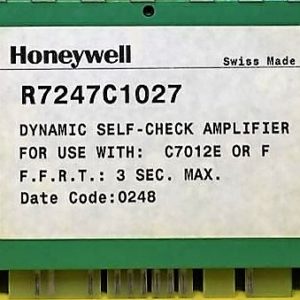 Honeywell
Swiss Made
R7247C1027
DYNAMIC SELF-CHECK AMPLIFIER
FOR USE WITH: C7012E OR F
F.F.R.T.: 3 SEC. MAX.
Date Code:0248